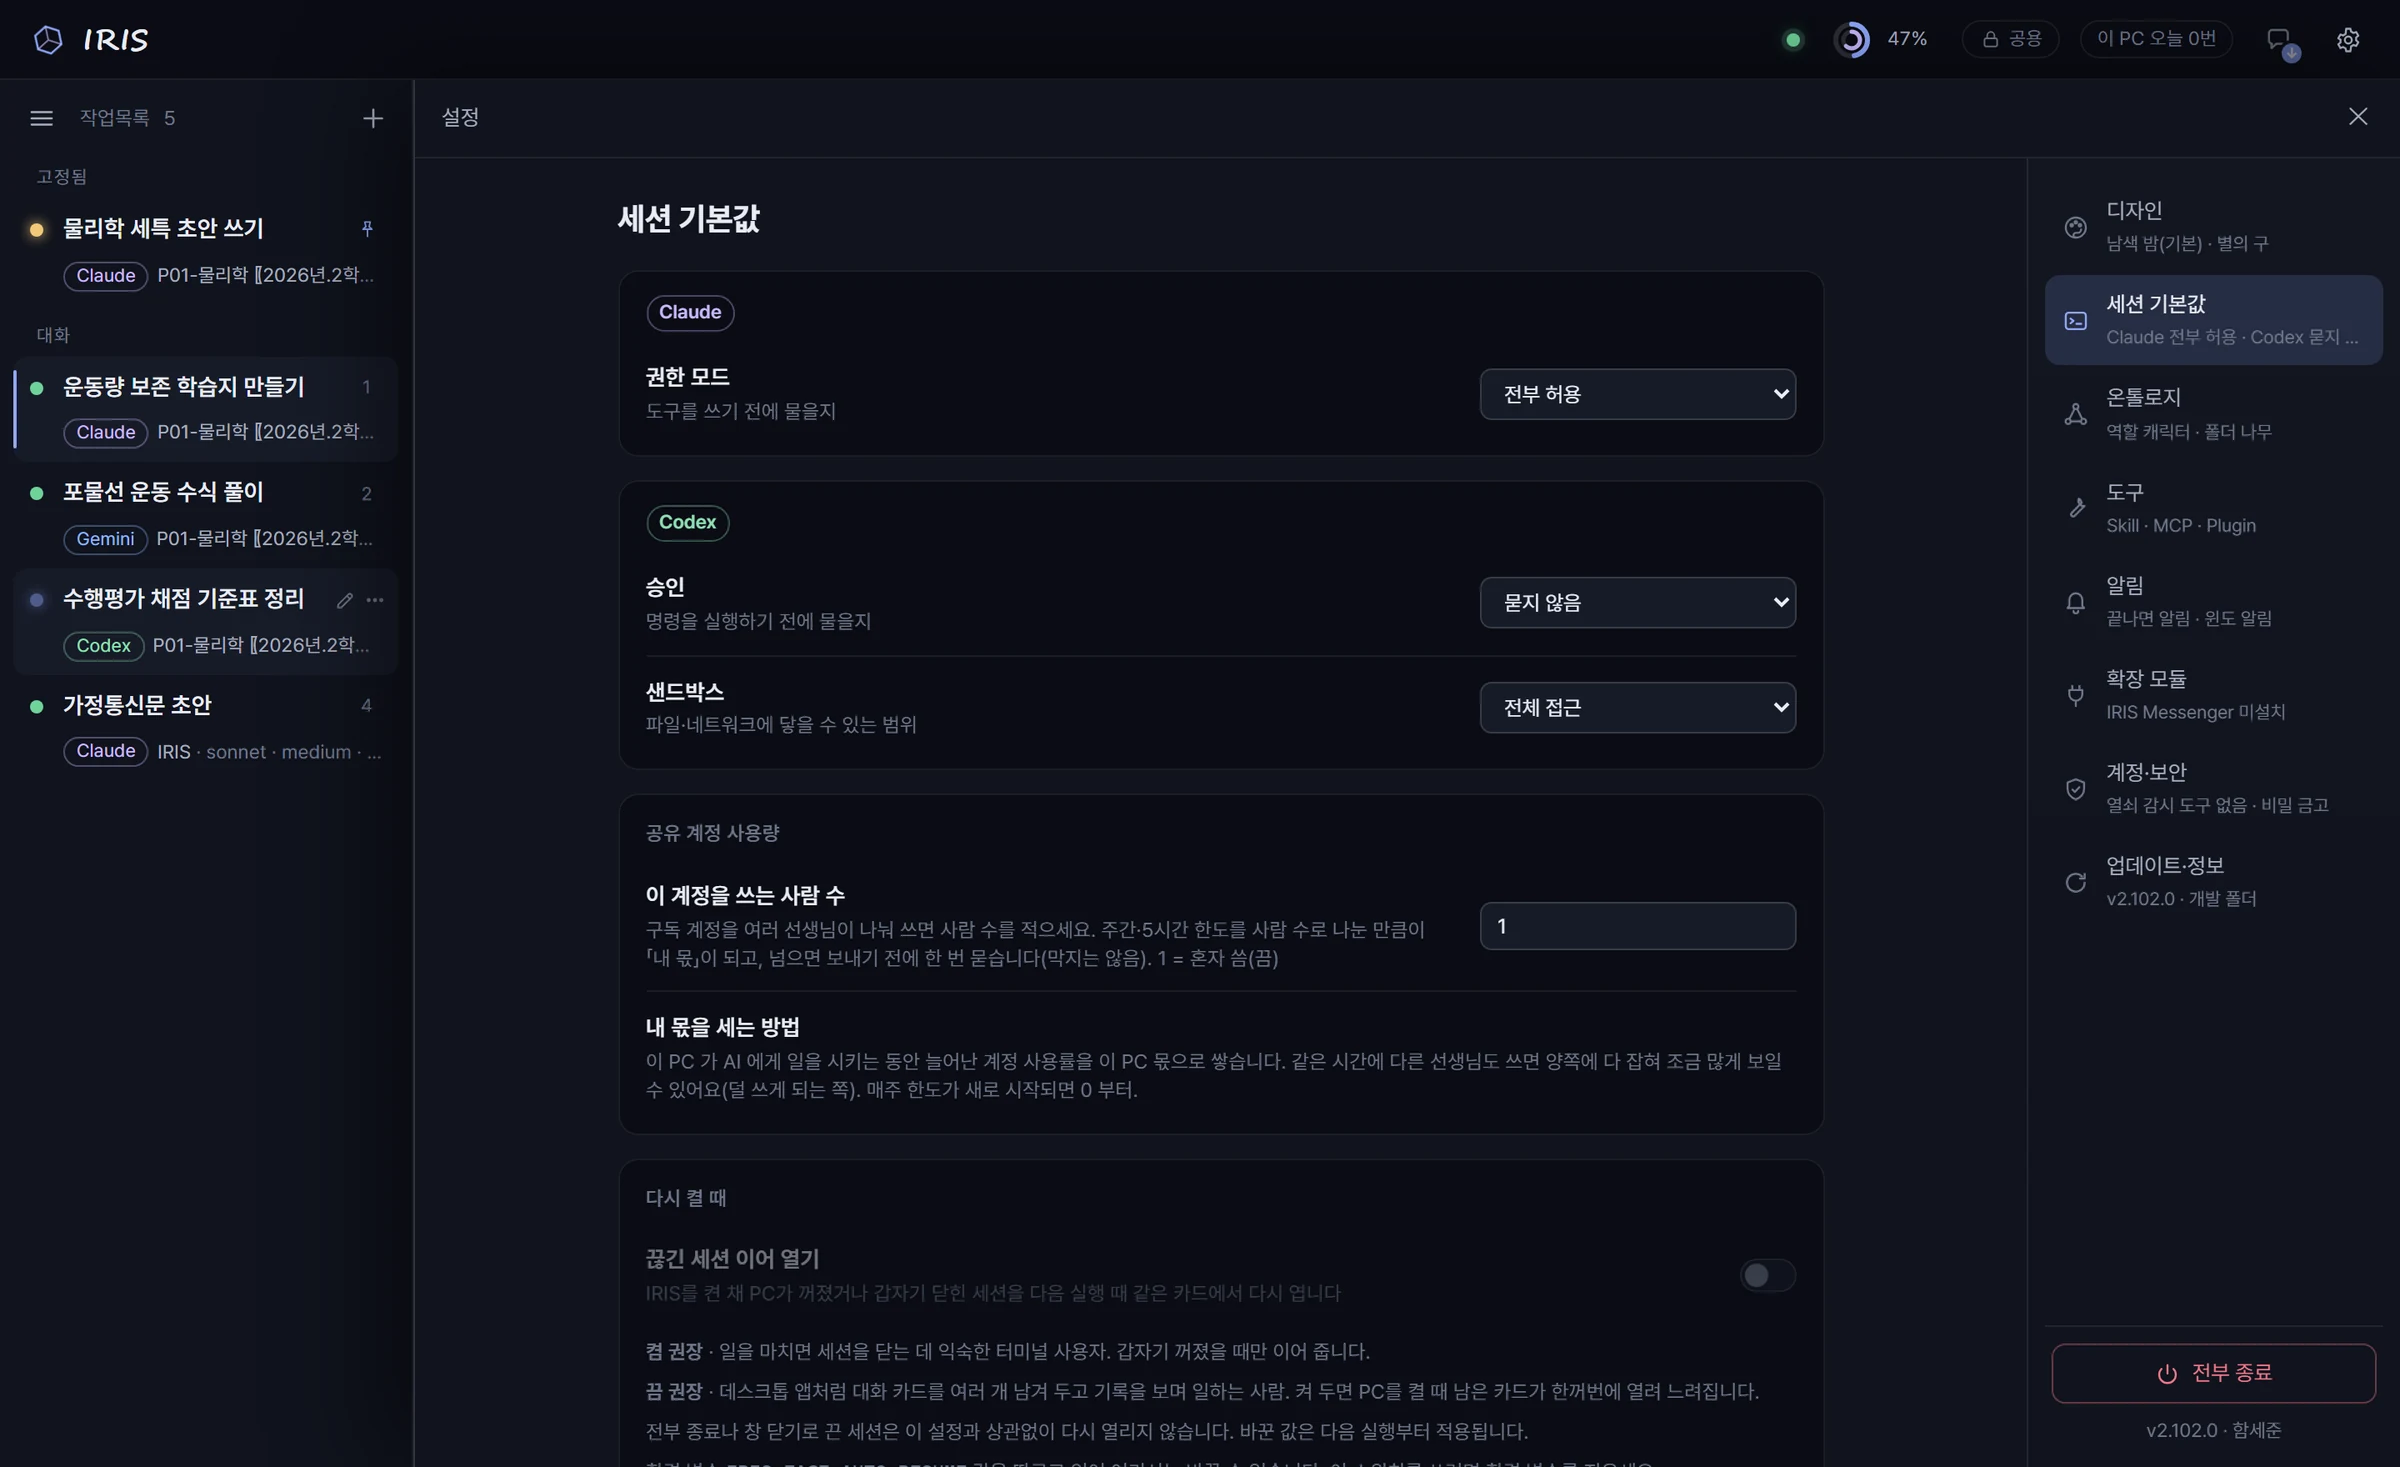 IRIS
47%
공용
이 PC 오늘 0번
작업목록 5
고정됨
물리학 세특 초안 쓰기
Claude P01-물리학 〖2026년.2학...
대화
운동량 보존 학습지 만들기 1
Claude P01-물리학 〖2026년.2학...
포물선 운동 수식 풀이 2
Gemini P01-물리학 〖2026년.2학...
수행평가 채점 기준표 정리
Codex P01-물리학 〖2026년.2학...
가정통신문 초안 4
Claude IRIS · sonnet · medium · ...
설정
세션 기본값
Claude
권한 모드
도구를 쓰기 전에 물을지
전부 허용
Codex
승인
명령을 실행하기 전에 물을지
묻지 않음
샌드박스
파일·네트워크에 닿을 수 있는 범위
전체 접근
공유 계정 사용량
이 계정을 쓰는 사람 수
구독 계정을 여러 선생님이 나눠 쓰면 사람 수를 적으세요. 주간·5시간 한도를 사람 수로 나눈 만큼이
「내 몫」이 되고, 넘으면 보내기 전에 한 번 묻습니다(막지는 않음). 1 = 혼자 씀(끔)
1
내 몫을 세는 방법
이 PC 가 AI 에게 일을 시키는 동안 늘어난 계정 사용률을 이 PC 몫으로 쌓습니다. 같은 시간에 다른 선생님도 쓰면 양쪽에 다 잡혀 조금 많게 보일
수 있어요(덜 쓰게 되는 쪽). 매주 한도가 새로 시작되면 0 부터.
다시 켤 때
끊긴 세션 이어 열기
IRIS를 켠 채 PC가 꺼졌거나 갑자기 닫힌 세션을 다음 실행 때 같은 카드에서 다시 엽니다
켬 권장 · 일을 마치면 세션을 닫는 데 익숙한 터미널 사용자. 갑자기 꺼졌을 때만 이어 줍니다.
끔 권장 · 데스크톱 앱처럼 대화 카드를 여러 개 남겨 두고 기록을 보며 일하는 사람. 켜 두면 PC를 켤 때 남은 카드가 한꺼번에 열려 느려집니다.
전부 종료나 창 닫기로 끈 세션은 이 설정과 상관없이 다시 열리지 않습니다. 바꾼 값은 다음 실행부터 적용됩니다.
디자인
남색 밤(기본) · 별의 구
세션 기본값
Claude 전부 허용 · Codex 묻지 ...
온톨로지
역할 캐릭터 · 폴더 나무
도구
Skill · MCP · Plugin
알림
끝나면 알림 · 윈도 알림
확장 모듈
IRIS Messenger 미설치
계정·보안
열쇠 감시 도구 없음 · 비밀 금고
업데이트·정보
v2.102.0 · 개발 폴더
전부 종료
v2.102.0 · 함세준